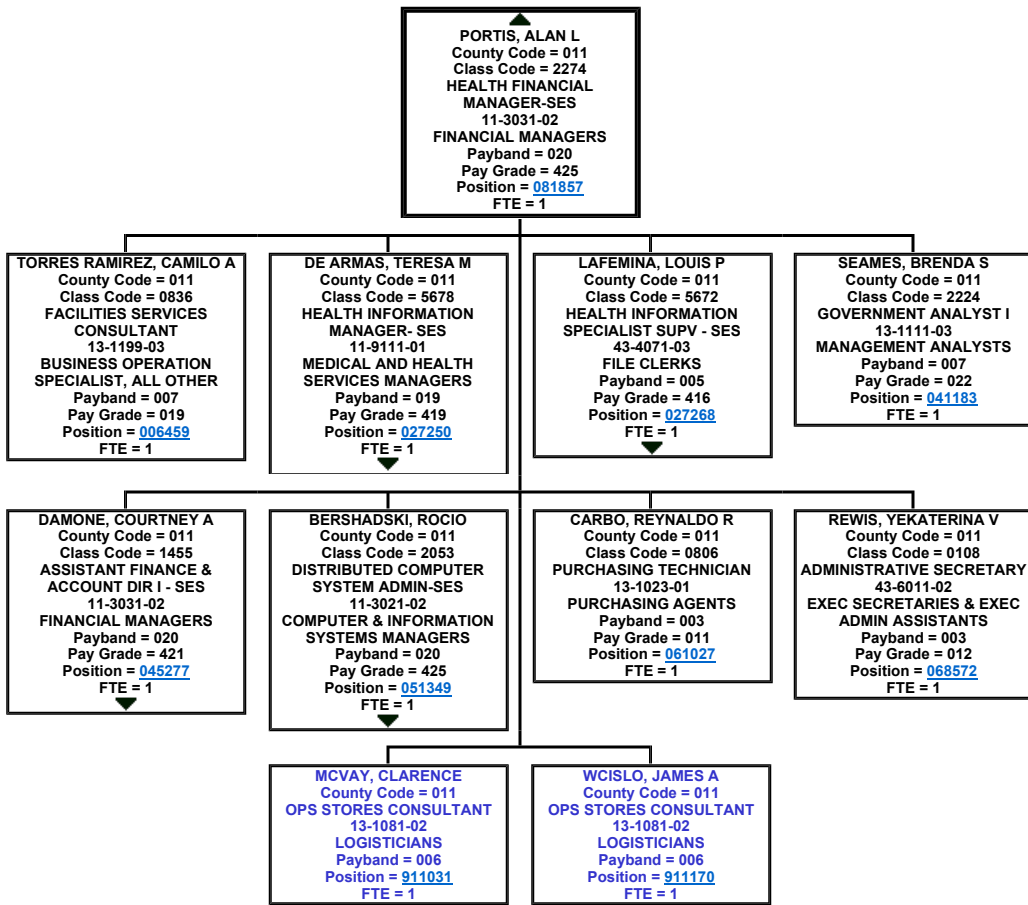 PORTIS, ALAN L
County Code = 011
Class Code = 2274
HEALTH FINANCIAL
MANAGER-SES
11-3031-02
FINANCIAL MANAGERS
Payband = 020
Pay Grade = 425
Position = 081857
FTE = 1
TORRES RAMIREZ, CAMILO A
County Code = 011
Class Code = 0836
FACILITIES SERVICES
CONSULTANT
13-1199-03
BUSINESS OPERATION
SPECIALIST, ALL OTHER
Payband = 007
Pay Grade = 019
Position = 006459
FTE = 1
DE ARMAS, TERESA M
County Code = 011
Class Code = 5678
HEALTH INFORMATION
MANAGER- SES
11-9111-01
MEDICAL AND HEALTH
SERVICES MANAGERS
Payband = 019
Pay Grade = 419
Position = 027250
FTE = 1
LAFEMINA, LOUIS P
County Code = 011
Class Code = 5672
HEALTH INFORMATION
SPECIALIST SUPV - SES
43-4071-03
FILE CLERKS
Payband = 005
Pay Grade = 416
Position = 027268
FTE = 1
SEAMES, BRENDA S
County Code = 011
Class Code = 2224
GOVERNMENT ANALYST I
13-1111-03
MANAGEMENT ANALYSTS
Payband = 007
Pay Grade = 022
Position = 041183
FTE = 1
DAMONE, COURTNEY A
County Code = 011
Class Code = 1455
ASSISTANT FINANCE &
ACCOUNT DIR I - SES
11-3031-02
FINANCIAL MANAGERS
Payband = 020
Pay Grade = 421
Position = 045277
FTE = 1
BERSHADSKI, ROCIO
County Code = 011
Class Code = 2053
DISTRIBUTED COMPUTER
SYSTEM ADMIN-SES
11-3021-02
COMPUTER & INFORMATION
SYSTEMS MANAGERS
Payband = 020
Pay Grade = 425
Position = 051349
FTE = 1
CARBO, REYNALDO R
County Code = 011
Class Code = 0806
PURCHASING TECHNICIAN
13-1023-01
PURCHASING AGENTS
Payband = 003
Pay Grade = 011
Position = 061027
FTE = 1
REWIS, YEKATERINA V
County Code = 011
Class Code = 0108
ADMINISTRATIVE SECRETARY
43-6011-02
EXEC SECRETARIES & EXEC
ADMIN ASSISTANTS
Payband = 003
Pay Grade = 012
Position = 068572
FTE = 1
MCVAY, CLARENCE
County Code = 011
OPS STORES CONSULTANT
13-1081-02
LOGISTICIANS
Payband = 006
Position = 911031
FTE = 1
WCISLO, JAMES A
County Code = 011
OPS STORES CONSULTANT
13-1081-02
LOGISTICIANS
Payband = 006
Position = 911170
FTE = 1